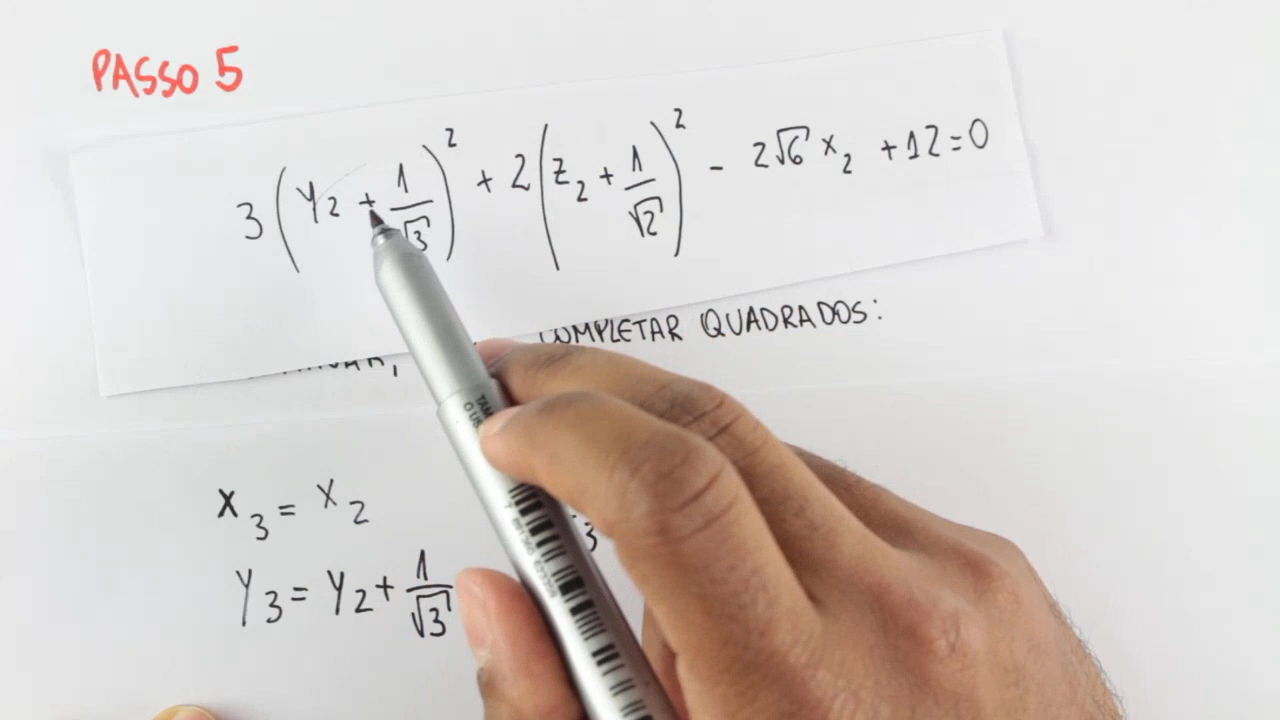 PASSO 5
3 (y₂ + 1/√3)² + 2 (z₂ + 1/√2)² - 2√6 x₂ + 12 = 0
COMPLETAR QUADRADOS:
x₃ = x₂
y₃ = y₂ + 1/√3